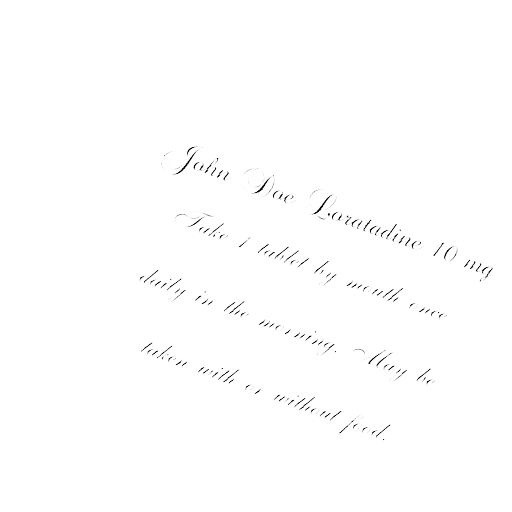 John Doe Loratadine 10 mg
Take 1 tablet by mouth once
daily in the morning. May be
taken with or without food.